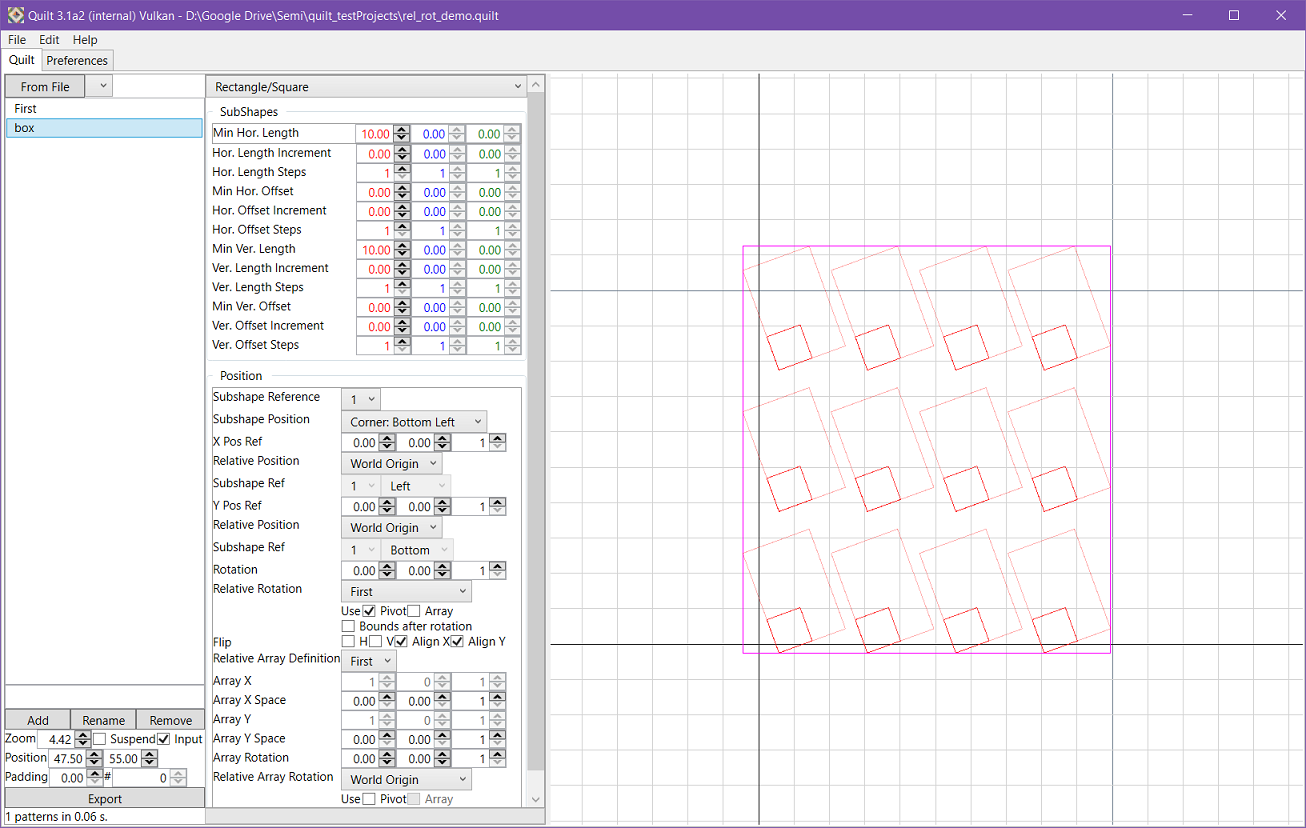 Quilt 3.1a2 (internal) Vulkan - D:\Google Drive\Semi\quilt_testProjects\rel_rot_demo.quilt
File Edit Help
Quilt Preferences
From File
First
box
Rectangle/Square
SubShapes
Min Hor. Length 10.00 0.00 0.00
Hor. Length Increment 0.00 0.00 0.00
Hor. Length Steps 1 1 1
Min Hor. Offset 0.00 0.00 0.00
Hor. Offset Increment 0.00 0.00 0.00
Hor. Offset Steps 1 1 1
Min Ver. Length 10.00 0.00 0.00
Ver. Length Increment 0.00 0.00 0.00
Ver. Length Steps 1 1 1
Min Ver. Offset 0.00 0.00 0.00
Ver. Offset Increment 0.00 0.00 0.00
Ver. Offset Steps 1 1 1
Position
Subshape Reference 1
Subshape Position Corner: Bottom Left
X Pos Ref 0.00 0.00 1
Relative Position World Origin
Subshape Ref 1 Left
Y Pos Ref 0.00 0.00 1
Relative Position World Origin
Subshape Ref 1 Bottom
Rotation 0.00 0.00 1
Relative Rotation First
Use Pivot Array
Bounds after rotation
Flip H V Align X Align Y
Relative Array Definition First
Array X 1 0 1
Array X Space 0.00 0.00 1
Array Y 1 0 1
Array Y Space 0.00 0.00 1
Array Rotation 0.00 0.00 1
Relative Array Rotation World Origin
Use Pivot Array
Add Rename Remove
Zoom 4.42 Suspend Input
Position 47.50 55.00
Padding 0.00 # 0
Export
1 patterns in 0.06 s.